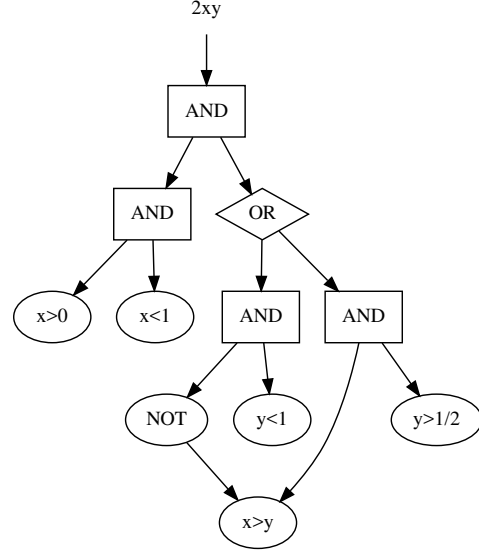 2xy
AND
AND
OR
x>0
x<1
AND
AND
NOT
y<1
y>1/2
x>y